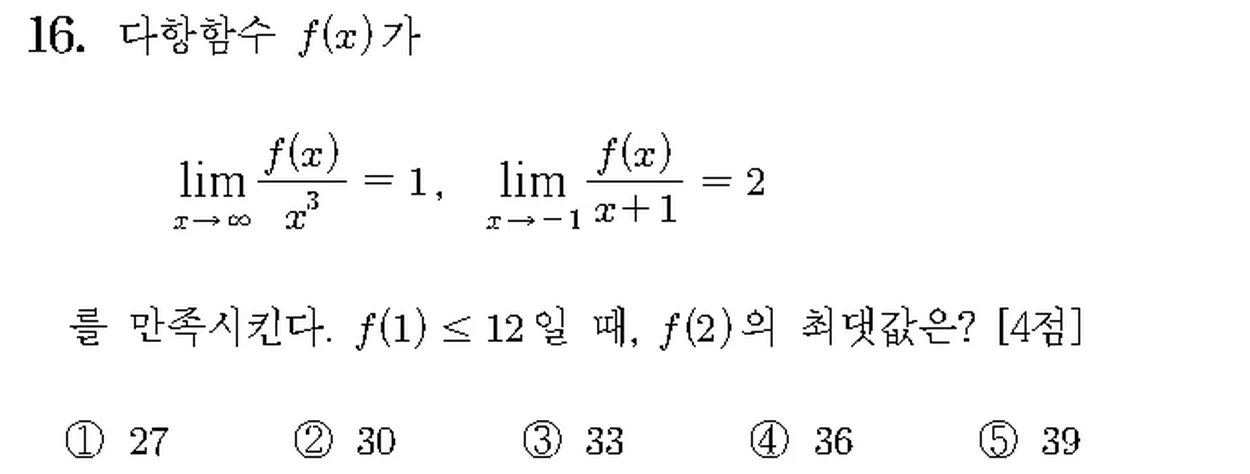 16. 다항함수 f(x)가
lim_{x→∞} f(x)/x³ = 1, lim_{x→-1} f(x)/(x+1) = 2
를 만족시킨다. f(1) ≤ 12일 때, f(2)의 최댓값은? [4점]
① 27 ② 30 ③ 33 ④ 36 ⑤ 39